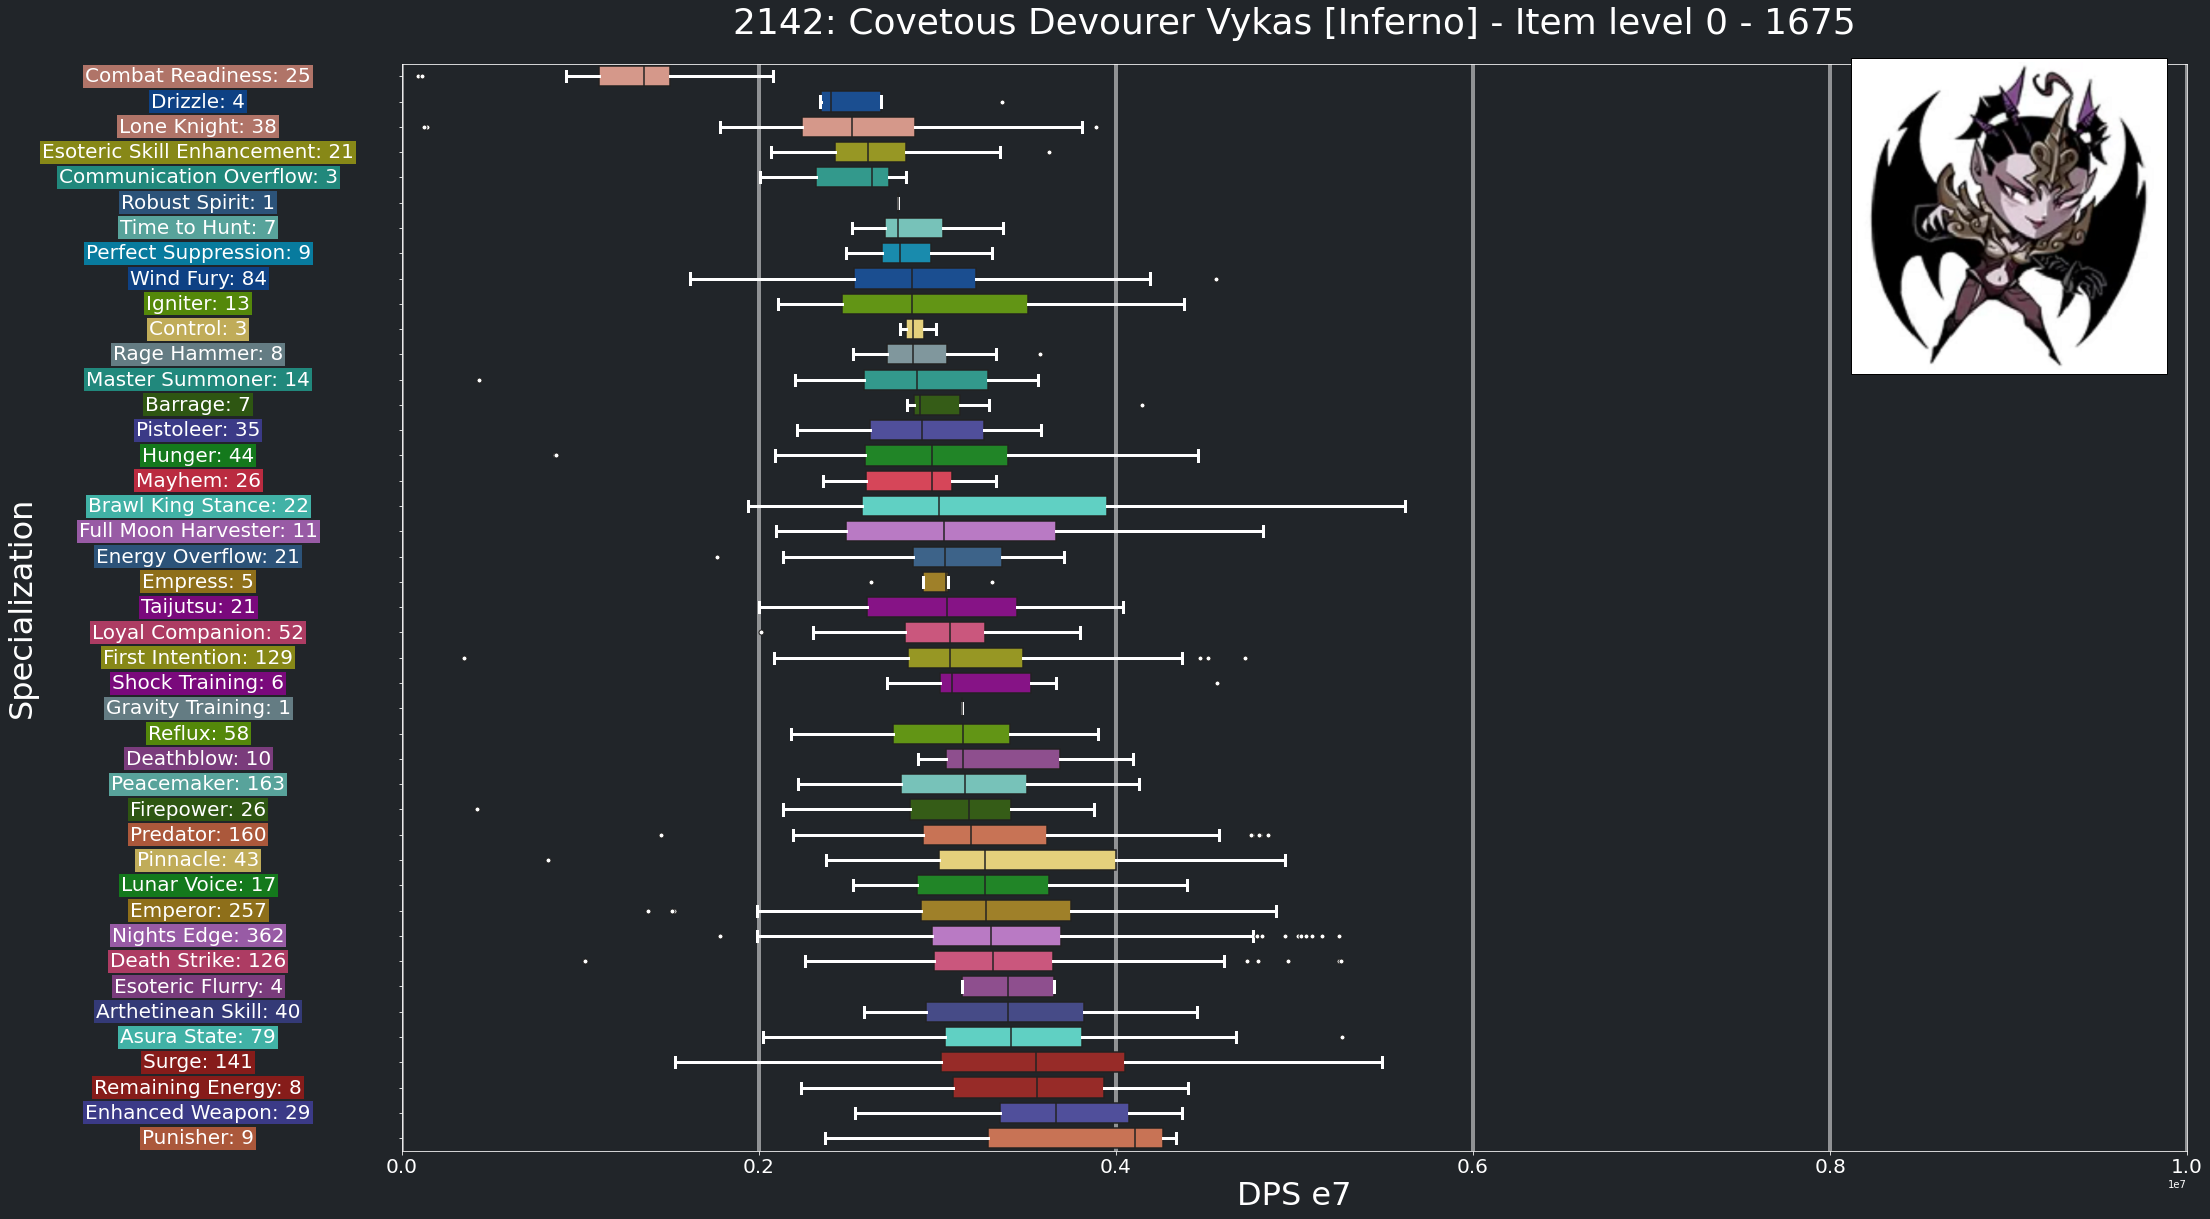 2142: Covetous Devourer Vykas [Inferno] - Item level 0 - 1675
Specialization
Combat Readiness: 25
Drizzle: 4
Lone Knight: 38
Esoteric Skill Enhancement: 21
Communication Overflow: 3
Robust Spirit: 1
Time to Hunt: 7
Perfect Suppression: 9
Wind Fury: 84
Igniter: 13
Control: 3
Rage Hammer: 8
Master Summoner: 14
Barrage: 7
Pistoleer: 35
Hunger: 44
Mayhem: 26
Brawl King Stance: 22
Full Moon Harvester: 11
Energy Overflow: 21
Empress: 5
Taijutsu: 21
Loyal Companion: 52
First Intention: 129
Shock Training: 6
Gravity Training: 1
Reflux: 58
Deathblow: 10
Peacemaker: 163
Firepower: 26
Predator: 160
Pinnacle: 43
Lunar Voice: 17
Emperor: 257
Nights Edge: 362
Death Strike: 126
Esoteric Flurry: 4
Arthetinean Skill: 40
Asura State: 79
Surge: 141
Remaining Energy: 8
Enhanced Weapon: 29
Punisher: 9
0.0 0.2 0.4 0.6 0.8 1.0
1e7
DPS e7